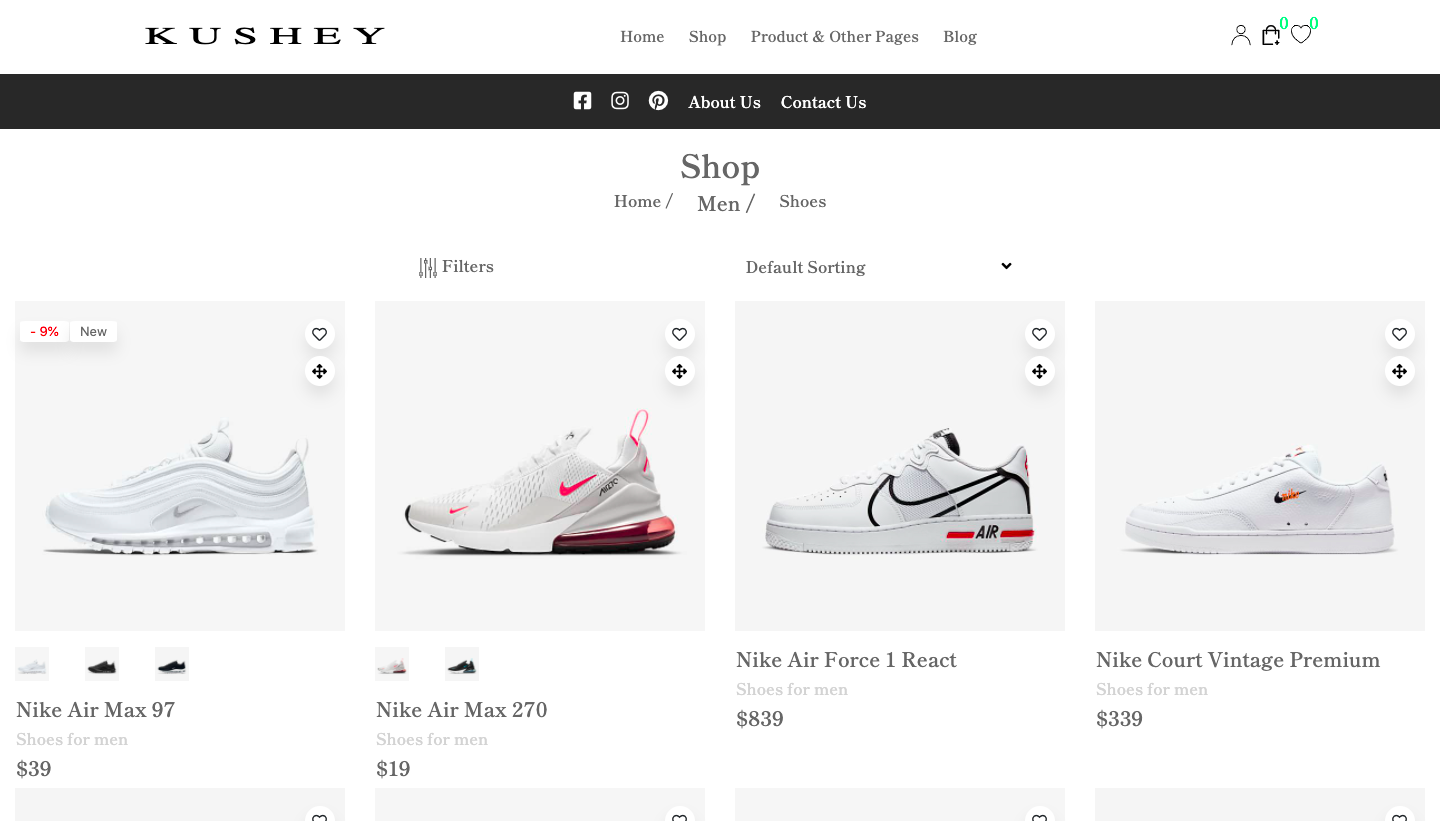 KUSHEY
Home Shop Product & Other Pages Blog
0 0
About Us Contact Us
Shop
Home / Men / Shoes
Filters Default Sorting
- 9% New
AIR
Nike
Nike Air Max 97
Shoes for men
$39
Nike Air Max 270
Shoes for men
$19
Nike Air Force 1 React
Shoes for men
$839
Nike Court Vintage Premium
Shoes for men
$339